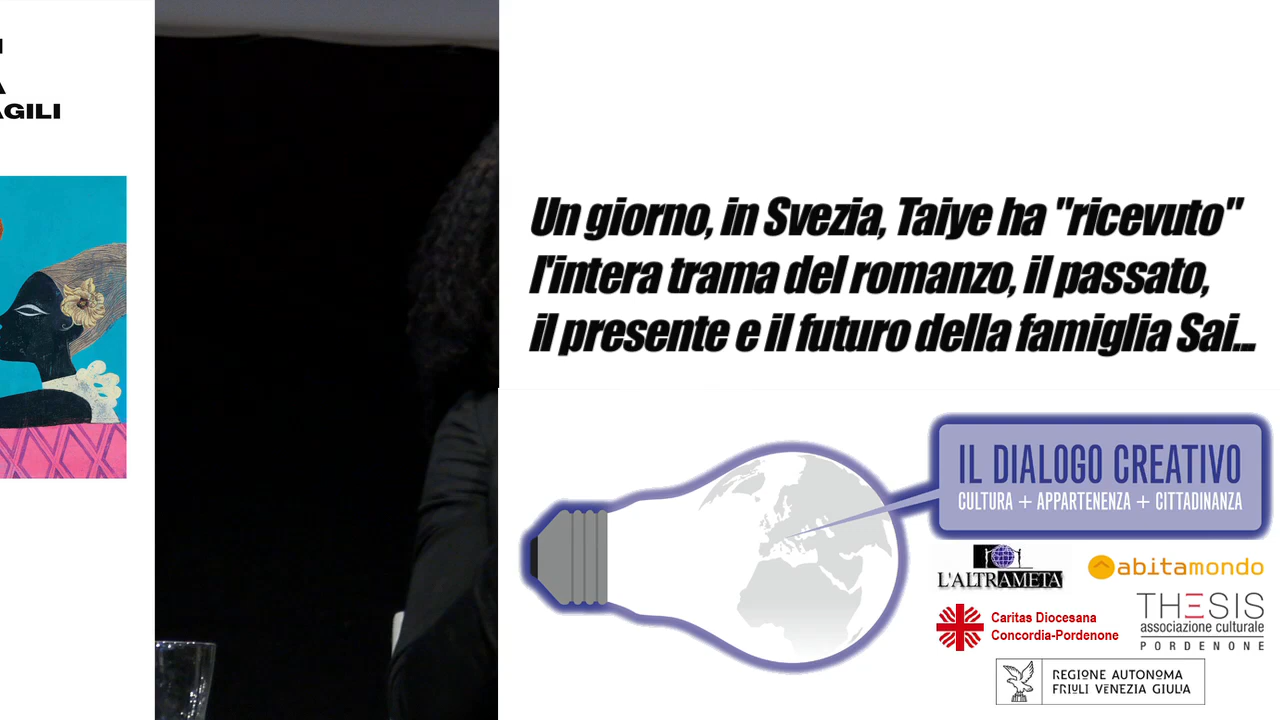 AGILI
Un giorno, in Svezia, Taiye ha "ricevuto"
l'intera trama del romanzo, il passato,
il presente e il futuro della famiglia Sai...
IL DIALOGO CREATIVO
CULTURA + APPARTENENZA + CITTADINANZA
L'ALTRAMETA
abitamondo
Caritas Diocesana
Concordia-Pordenone
THESIS
associazione culturale
PORDENONE
REGIONE AUTONOMA
FRIULI VENEZIA GIULIA